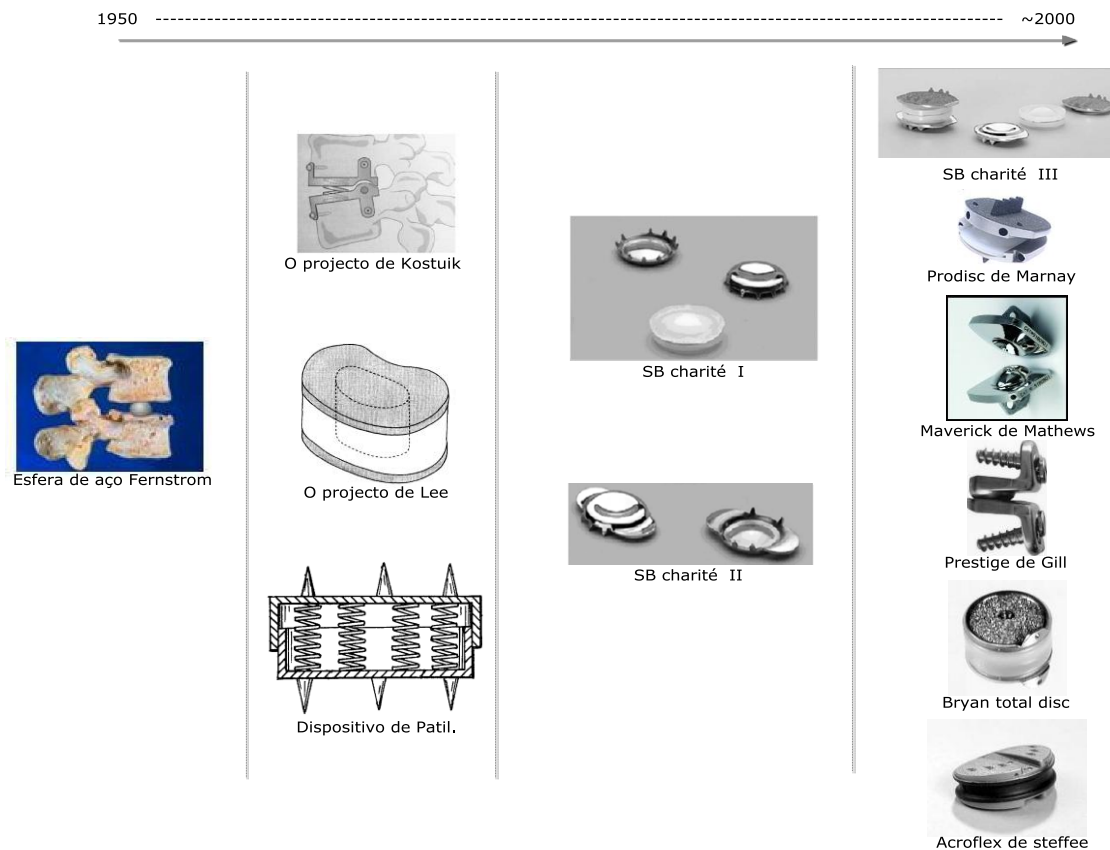 1950 ~2000
Esfera de aço Fernstrom
O projecto de Kostuik
O projecto de Lee
Dispositivo de Patil.
SB charité I
SB charité II
SB charité III
Prodisc de Marnay
Maverick de Mathews
Prestige de Gill
Bryan total disc
Acroflex de steffee